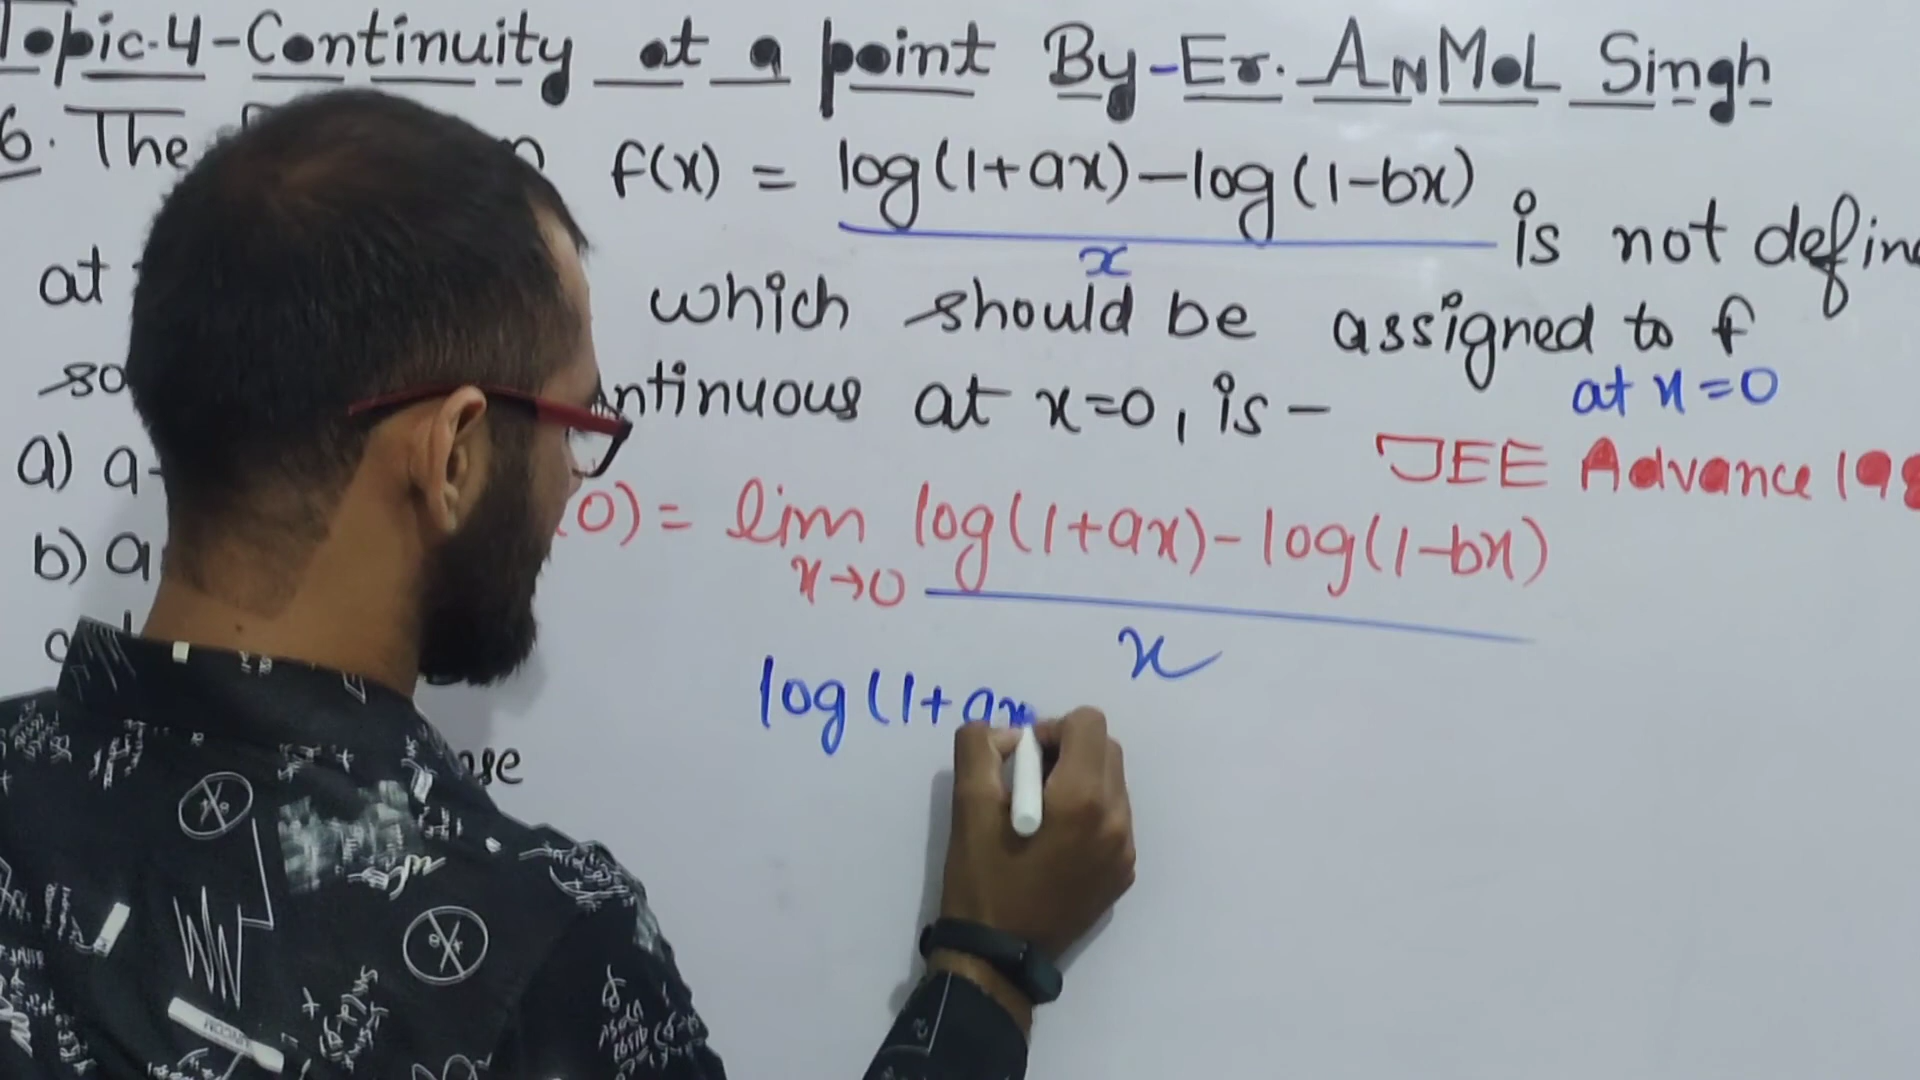 Topic-4-Continuity at a point By-Er. ANMOL Singh
6. The f(x) = log(1+ax)-log(1-bx)
x
is not define
at which should be assigned to f
at x=0
so ntinuous at x=0, is -
JEE Advance 198
a) a-
(0) = lim log(1+ax)-log(1-bx)
x→0
x
b) a
log(1+ax
se